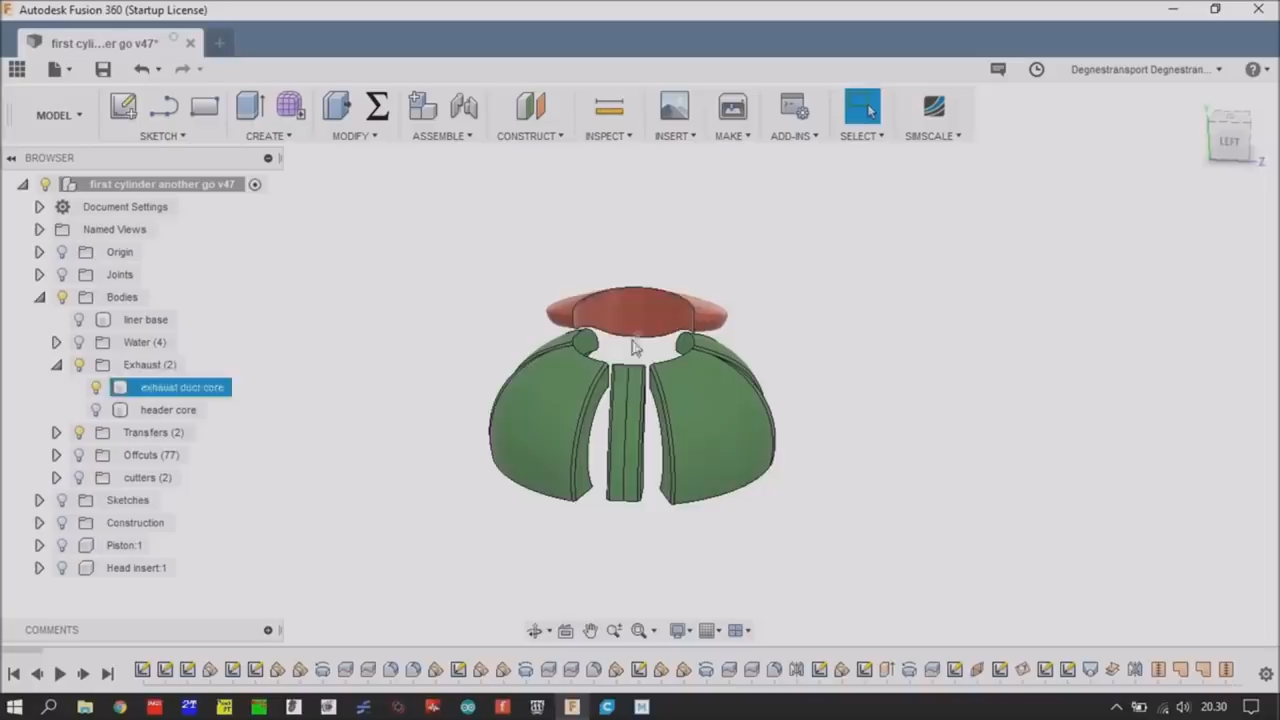 Autodesk Fusion 360 (Startup License)
first cyli...er go v47*
Degnestransport Degnestran...
MODEL
SKETCH
CREATE
MODIFY
ASSEMBLE
CONSTRUCT
INSPECT
INSERT
MAKE
ADD-INS
SELECT
SIMSCALE
LEFT
Z
BROWSER
first cylinder another go v47
Document Settings
Named Views
Origin
Joints
Bodies
liner base
Water (4)
Exhaust (2)
exhaust duct core
header core
Transfers (2)
Offcuts (77)
cutters (2)
Sketches
Construction
Piston:1
Head insert:1
COMMENTS
20.30